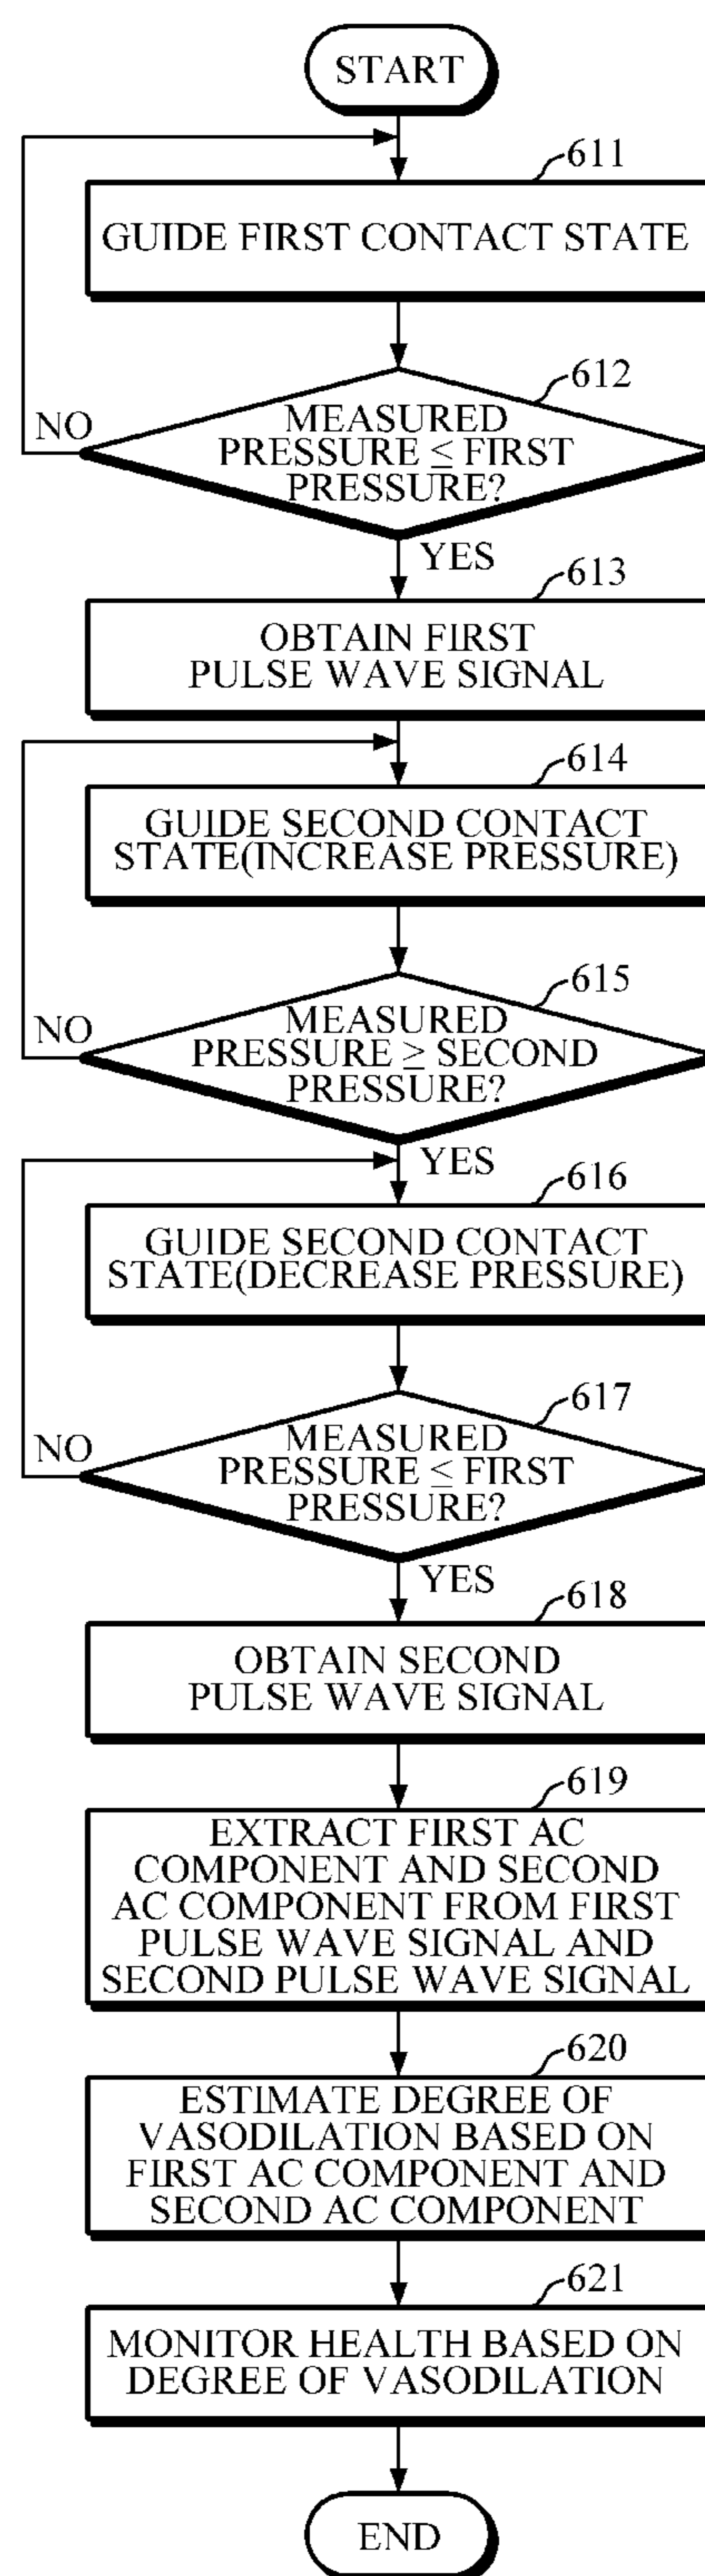 START
611
GUIDE FIRST CONTACT STATE
612
MEASURED
PRESSURE ≤ FIRST
PRESSURE?
NO
YES
613
OBTAIN FIRST
PULSE WAVE SIGNAL
614
GUIDE SECOND CONTACT
STATE(INCREASE PRESSURE)
615
MEASURED
PRESSURE ≥ SECOND
PRESSURE?
NO
YES
616
GUIDE SECOND CONTACT
STATE(DECREASE PRESSURE)
617
MEASURED
PRESSURE ≤ FIRST
PRESSURE?
NO
YES
618
OBTAIN SECOND
PULSE WAVE SIGNAL
619
EXTRACT FIRST AC
COMPONENT AND SECOND
AC COMPONENT FROM FIRST
PULSE WAVE SIGNAL AND
SECOND PULSE WAVE SIGNAL
620
ESTIMATE DEGREE OF
VASODILATION BASED ON
FIRST AC COMPONENT AND
SECOND AC COMPONENT
621
MONITOR HEALTH BASED ON
DEGREE OF VASODILATION
END